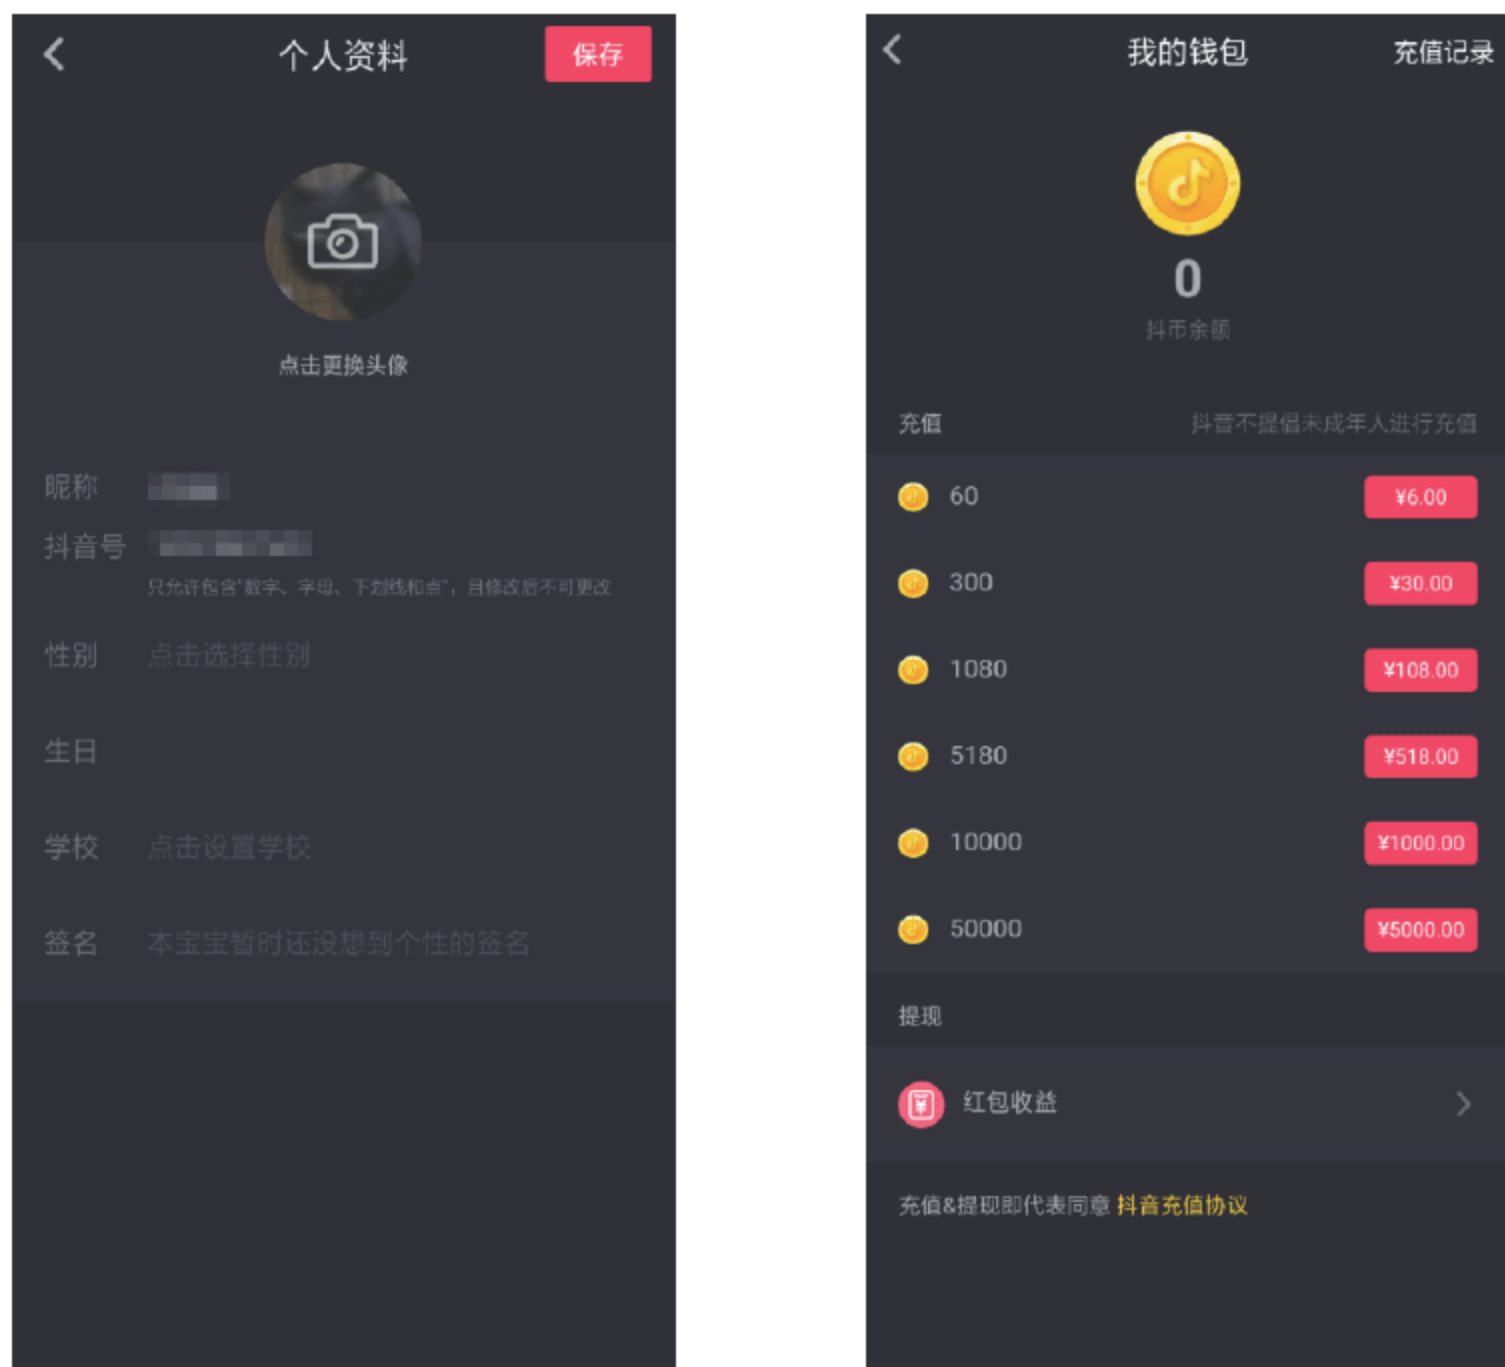 个人资料
保存
点击更换头像
昵称
抖音号
只允许包含"数字、字母、下划线和点"，且修改后不可更改
性别 点击选择性别
生日
学校 点击设置学校
签名 本宝宝暂时还没想到个性的签名
我的钱包
充值记录
0
抖币余额
充值 抖音不提倡未成年人进行充值
60 ¥6.00
300 ¥30.00
1080 ¥108.00
5180 ¥518.00
10000 ¥1000.00
50000 ¥5000.00
提现
红包收益
充值&提现即代表同意 抖音充值协议